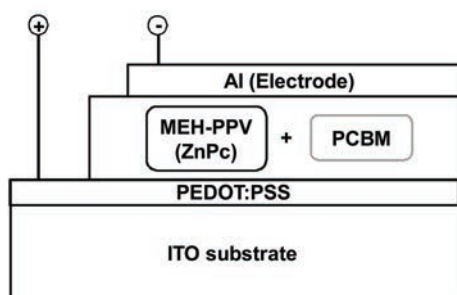 + -
Al (Electrode)
MEH-PPV
(ZnPc)
+
PCBM
PEDOT:PSS
ITO substrate